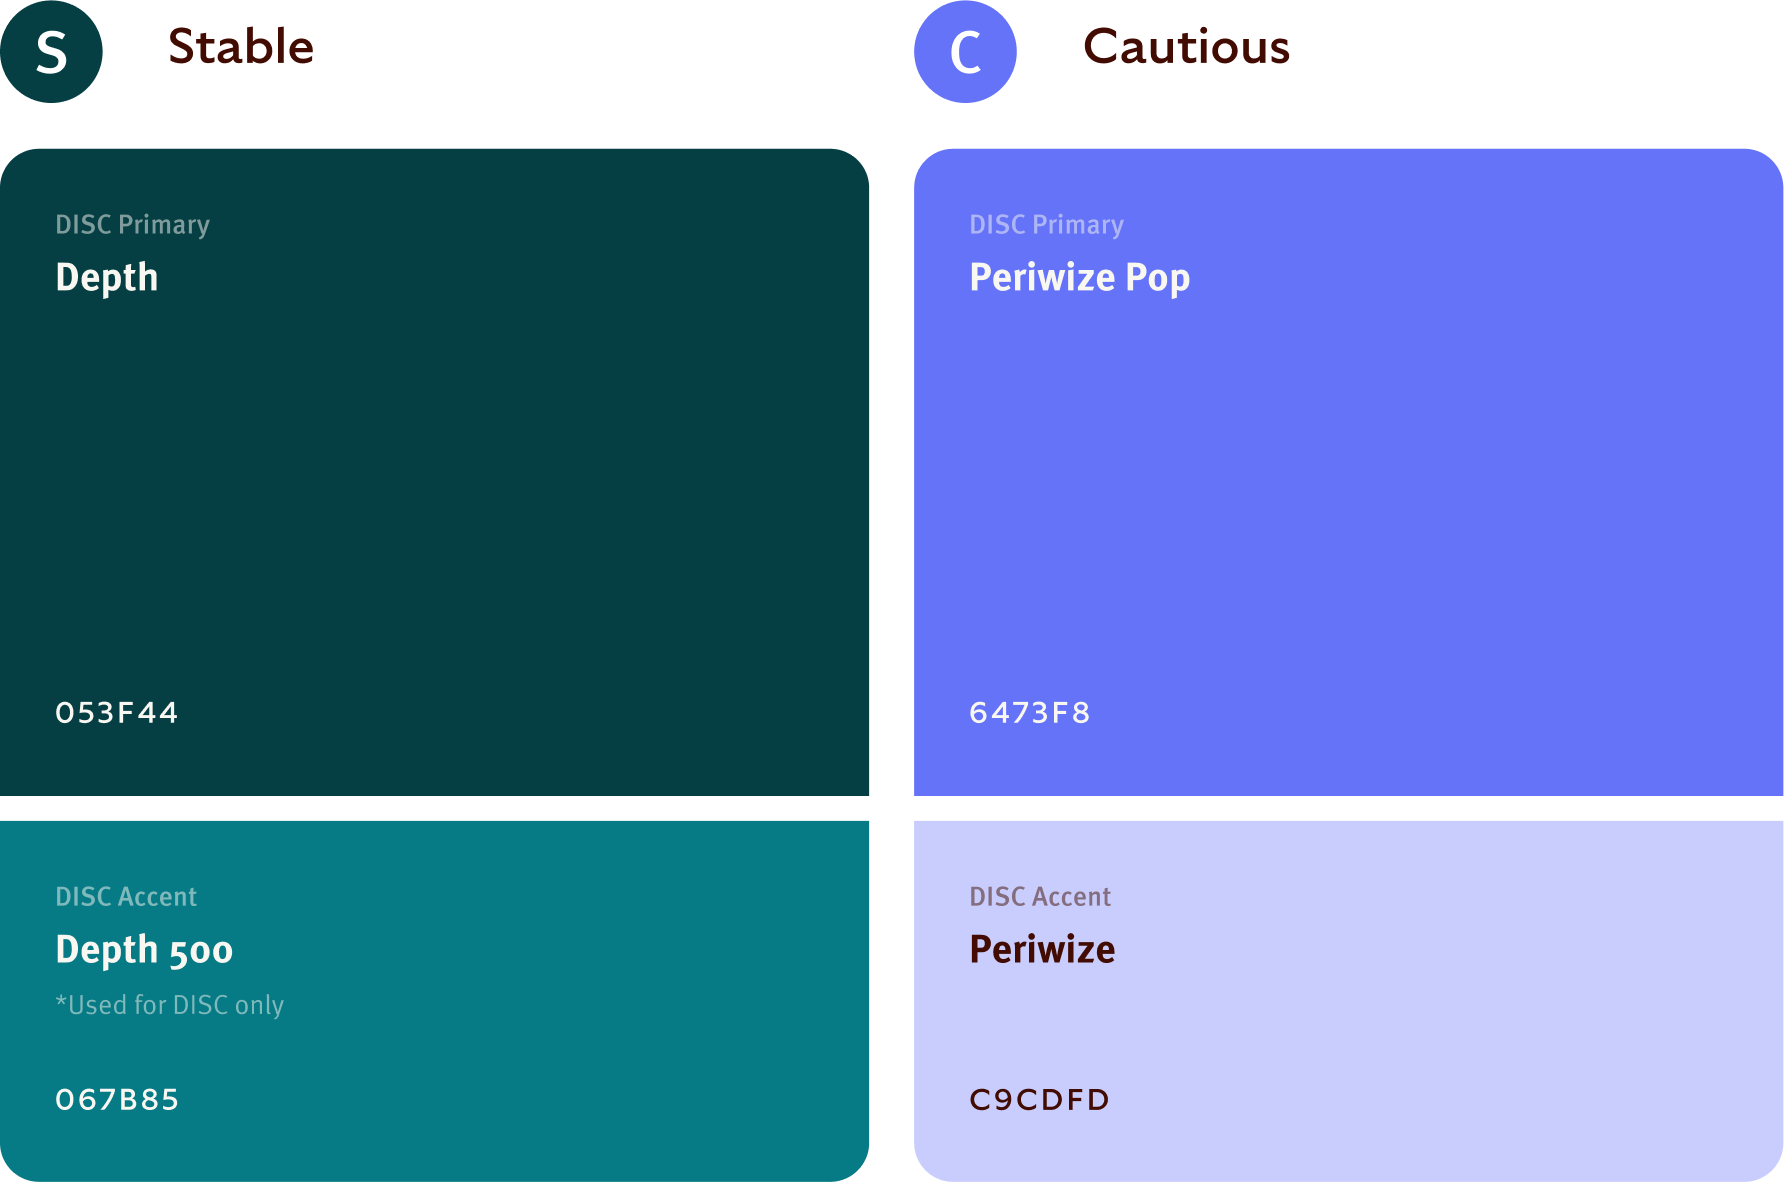 S Stable
DISC Primary
Depth
053F44
DISC Accent
Depth 500
*Used for DISC only
067B85
C Cautious
DISC Primary
Periwize Pop
6473F8
DISC Accent
Periwize
C9CDFD